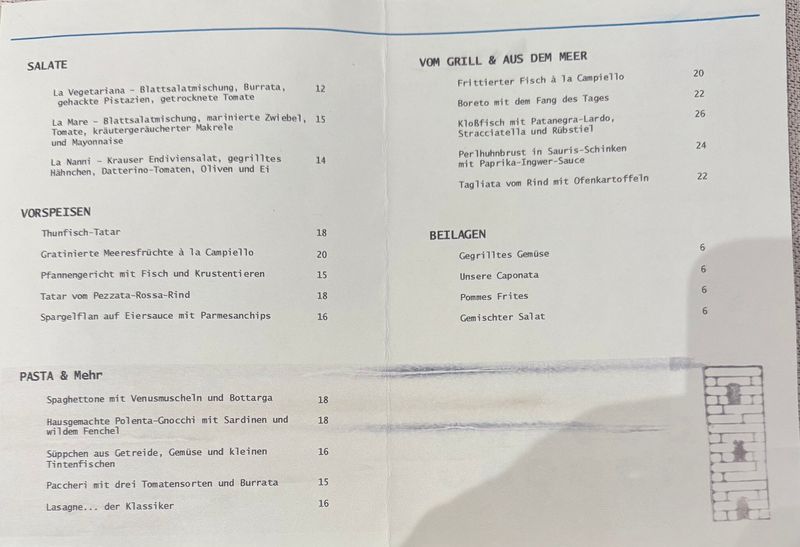 SALATE
La Vegetariana - Blattsalatmischung, Burrata, 12
gehackte Pistazien, getrocknete Tomate
La Mare - Blattsalatmischung, marinierte Zwiebel, 15
Tomate, kräutergeräucherter Makrele
und Mayonnaise
La Nanni - Krauser Endiviensalat, gegrilltes 14
Hähnchen, Datterino-Tomaten, Oliven und Ei
VORSPEISEN
Thunfisch-Tatar 18
Gratinierte Meeresfrüchte à la Campiello 20
Pfannengericht mit Fisch und Krustentieren 15
Tatar vom Pezzata-Rossa-Rind 18
Spargelflan auf Eiersauce mit Parmesanchips 16
PASTA & Mehr
Spaghettone mit Venusmuscheln und Bottarga 18
Hausgemachte Polenta-Gnocchi mit Sardinen und 18
wildem Fenchel
Süppchen aus Getreide, Gemüse und kleinen 16
Tintenfischen
Paccheri mit drei Tomatensorten und Burrata 15
Lasagne... der Klassiker 16
VOM GRILL & AUS DEM MEER
Frittierter Fisch à la Campiello 20
Boreto mit dem Fang des Tages 22
Kloßfisch mit Patanegra-Lardo, 26
Stracciatella und Rübstiel
Perlhuhnbrust in Sauris-Schinken 24
mit Paprika-Ingwer-Sauce
Tagliata vom Rind mit Ofenkartoffeln 22
BEILAGEN
Gegrilltes Gemüse 6
Unsere Caponata 6
Pommes Frites 6
Gemischter Salat 6